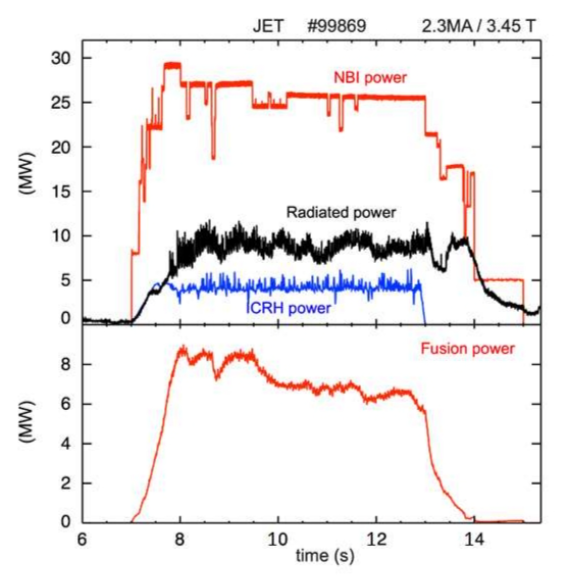 JET #99869 2.3MA / 3.45 T
30
NBI power
25
20
(MW)
15
Radiated power
10
5
ICRH power
0
Fusion power
8
6
(MW)
4
2
0
6 8 10 12 14
time (s)